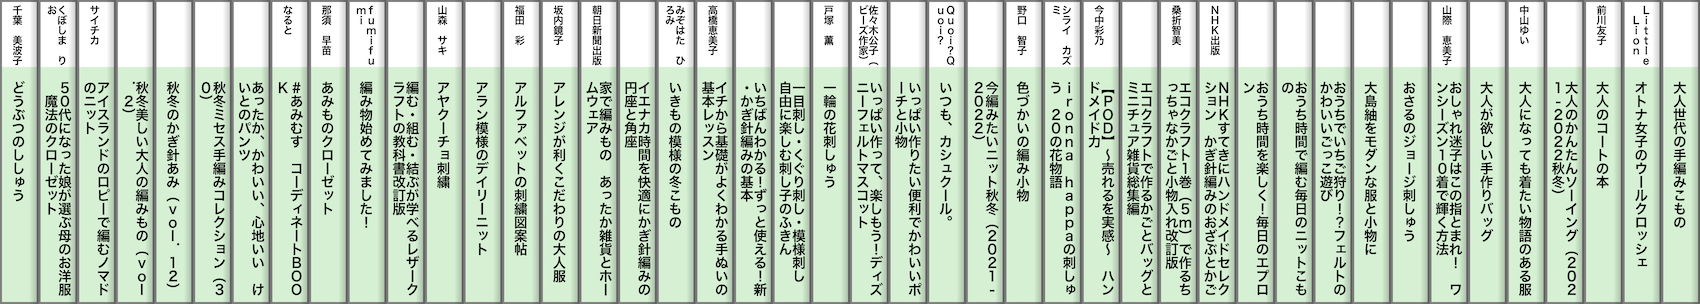 大人世代の手編みこもの
Little
Lion
オトナ女子のウールクロッシェ
前川友子
大人のコートの本
大人のかんたんソーイング（202
1-2022秋冬）
中山ゆい
大人になっても着たい物語のある服
大人が欲しい手作りバッグ
山際　恵美子
おしゃれ迷子はこの指とまれ！　ワ
ンシーズン10着で輝く方法
おさるのジョージ刺しゅう
大島紬をモダンな服と小物に
おうちでいちご狩り！？フェルトの
かわいいごっこ遊び
おうち時間で編む毎日のニットこも
の
おうち時間を楽しく！毎日のエプロ
ン
NHK出版
NHKすてきにハンドメイドセレク
ション　かぎ針編みのおざぶとかご
桑折智美
エコクラフト1巻（5m）で作るち
っちゃなかごと小物入れ改訂版
エコクラフトで作るかごとバッグと
ミニチュア雑貨総集編
今中彩乃
【POD】～売れるを実感～　ハン
ドメイド力
シライ　カズ
ミ
ironna　happaの刺しゅ
う　20の花物語
野口　智子
色づかいの編み小物
今編みたいニット秋冬（2021-
2022）
Quoi?Q
uoi?
いつも、カシュクール。
いっぱい作りたい便利でかわいいポ
ーチと小物
佐々木公子（
ビーズ作家）
いっぱい作って、楽しもう！ディズ
ニーフェルトマスコット
戸塚　薫
一輪の花刺しゅう
一目刺し・くぐり刺し・模様刺し
自由に楽しむ刺し子のふきん
いちばんわかる！ずっと使える！新
・かぎ針編みの基本
高橋恵美子
イチから基礎がよくわかる手ぬいの
基本レッスン
みぞはた　ひ
ろみ
いきもの模様の冬こもの
イエナカ時間を快適にかぎ針編みの
円座と角座
朝日新聞出版
家で編みもの　あったか雑貨とホー
ムウェア
坂内鏡子
アレンジが利くこだわりの大人服
福田　彩
アルファベットの刺繍図案帖
アラン模様のデイリーニット
山森　サキ
アヤクーチョ刺繍
編む・組む・結ぶが学べるレザーク
ラフトの教科書改訂版
fumifu
mi
編み物始めてみました！
那須　早苗
あみものクローゼット
なると
#あみむす　コーディネートBOO
K
あったか、かわいい、心地いい　け
いとのパンツ
秋冬ミセス手編みコレクション（3
0）
秋冬のかぎ針あみ（vol．12）
秋冬美しい大人の編みもの（vol
．2）
サイチカ
アイスランドのロピーで編むノマド
のニット
くぼしま　り
お
50代になった娘が選ぶ母のお洋服
　魔法のクローゼット
千葉　美波子
どうぶつのししゅう